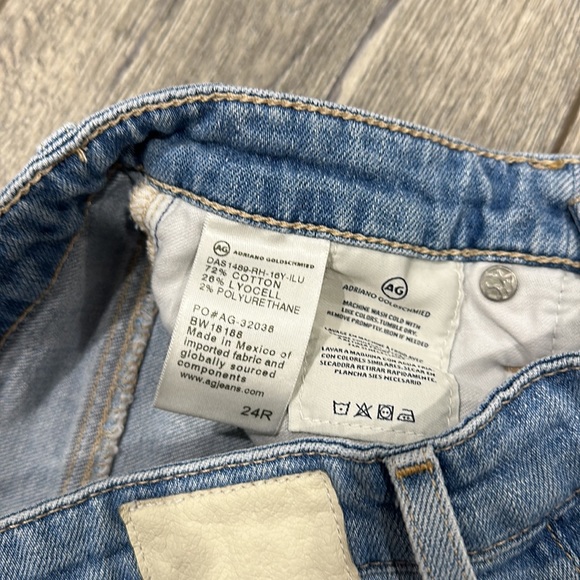 AG ADRIANO GOLDSCHMIED
DAS1489-RH-16Y-ILU
72% COTTON
26% LYOCELL
2% POLYURETHANE
PO#AG-32038
BW18188
Made in Mexico of
imported fabric and
globally sourced
components
www.agjeans.com
24R
AG
ADRIANO GOLDSCHMIED
MACHINE WASH COLD WITH
LIKE COLORS. TUMBLE DRY.
REMOVE PROMPTLY. IRON IF NEEDED
LAVAR A MAQUINA CON AGUA FRIA
CON COLORES SIMILARES. SECAR EN
SECADORA RETIRAR RAPIDAMENTE.
PLANCHA SI ES NECESARIO.